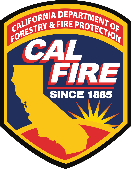 CALIFORNIA DEPARTMENT OF
FORESTRY & FIRE PROTECTION
CAL
FIRE
SINCE 1885